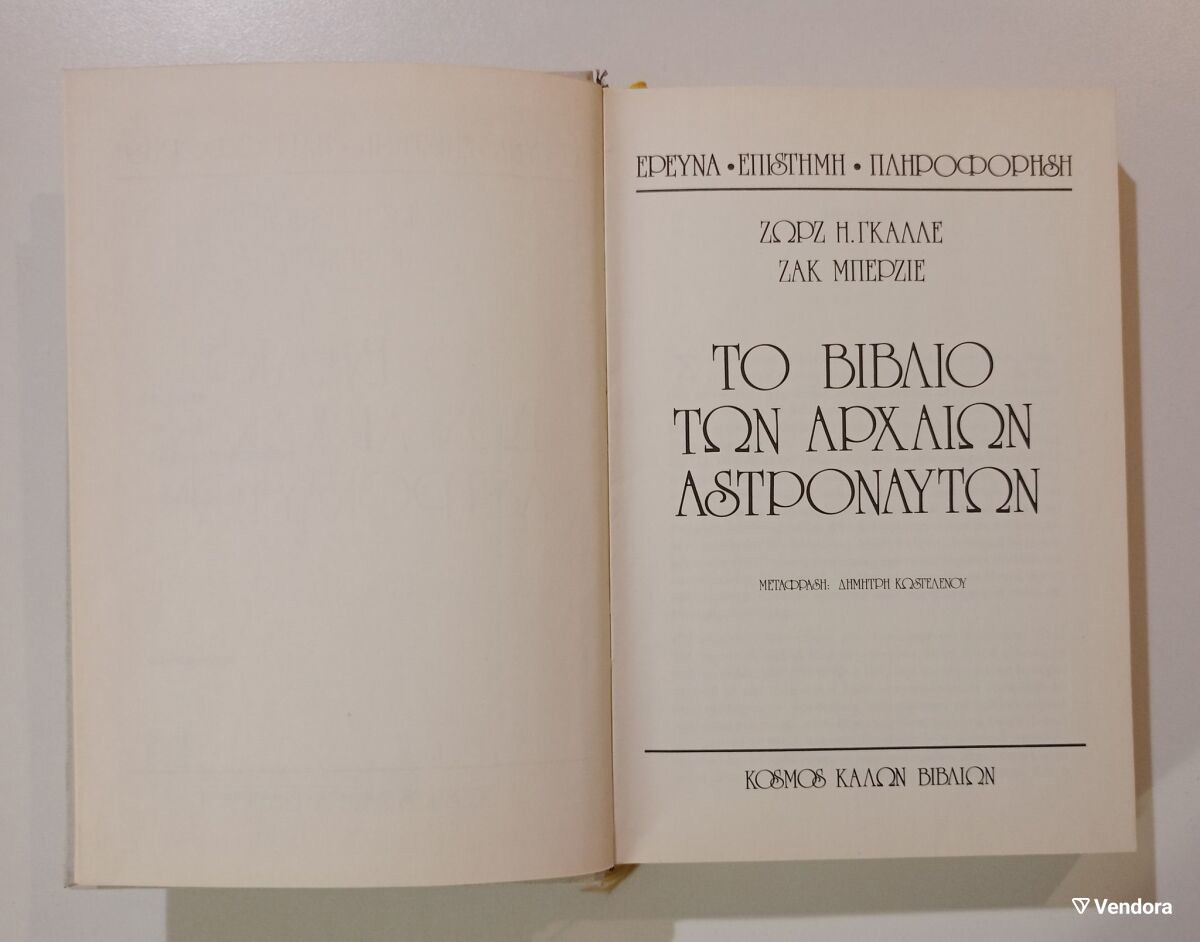 ΕΡΕΥΝΑ • ΕΠΙΣΤΗΜΗ • ΠΛΗΡΟΦΟΡΗΣΗ
ΖΩΡΖ Η. ΓΚΑΛΛΕ
ΖΑΚ ΜΠΕΡΖΙΕ
ΤΟ ΒΙΒΛΙΟ
ΤΩΝ ΑΡΧΑΙΩΝ
ΑΣΤΡΟΝΑΥΤΩΝ
ΜΕΤΑΦΡΑΣΗ: ΔΗΜΗΤΡΗ ΚΩΣΤΕΛΕΝΟΥ
ΚΟΣΜΟΣ ΚΑΛΩΝ ΒΙΒΛΙΩΝ
Vendora